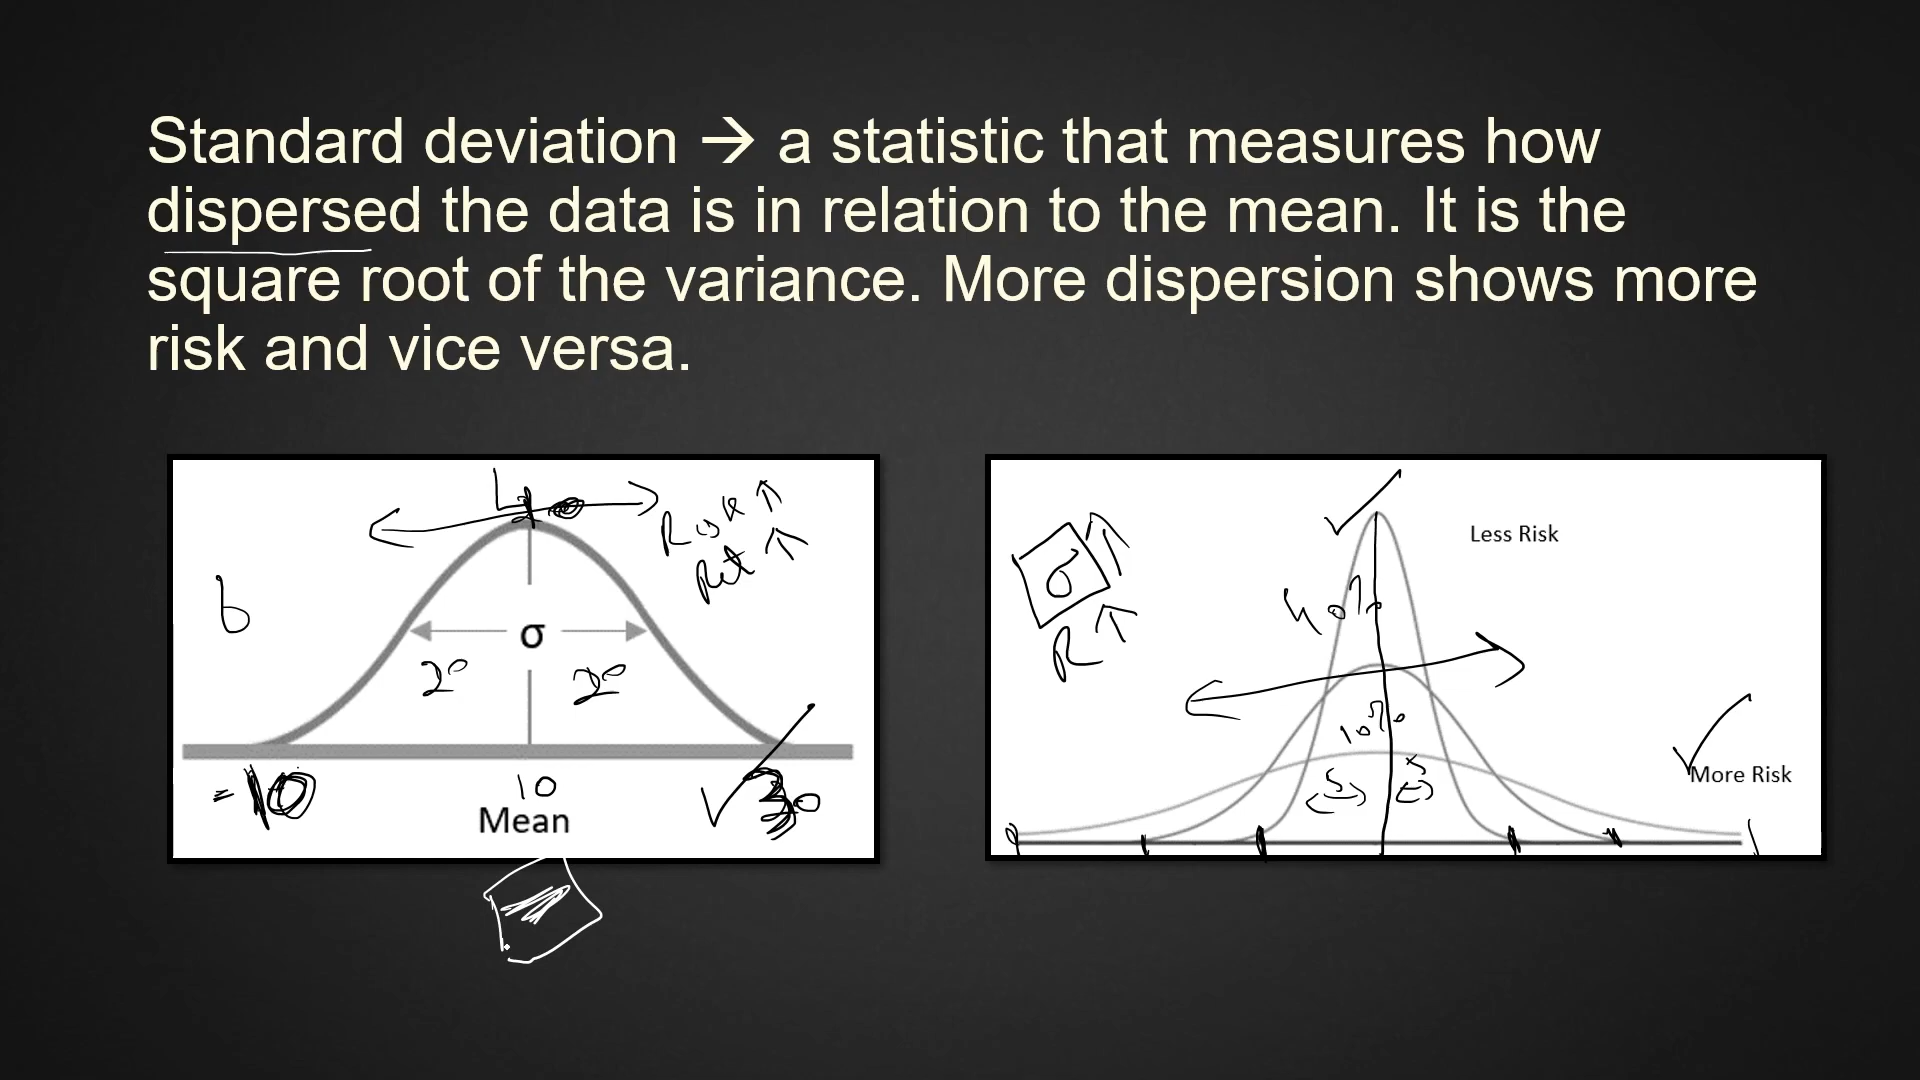 Standard deviation → a statistic that measures how
dispersed the data is in relation to the mean. It is the
square root of the variance. More dispersion shows more
risk and vice versa.
Risk ↑
Ret ↑
σ
20 20
10
30
Mean
Less Risk
σ ↑
R ↑
10%
5 5
More Risk